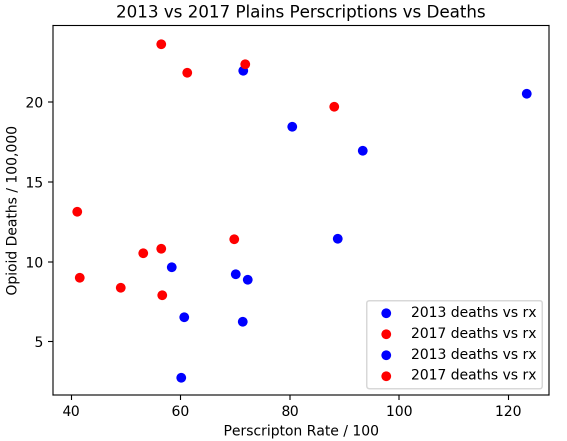 2013 vs 2017 Plains Perscriptions vs Deaths
Opioid Deaths / 100,000
20
15
10
5
2013 deaths vs rx
2017 deaths vs rx
2013 deaths vs rx
2017 deaths vs rx
40 60 80 100 120
Perscripton Rate / 100